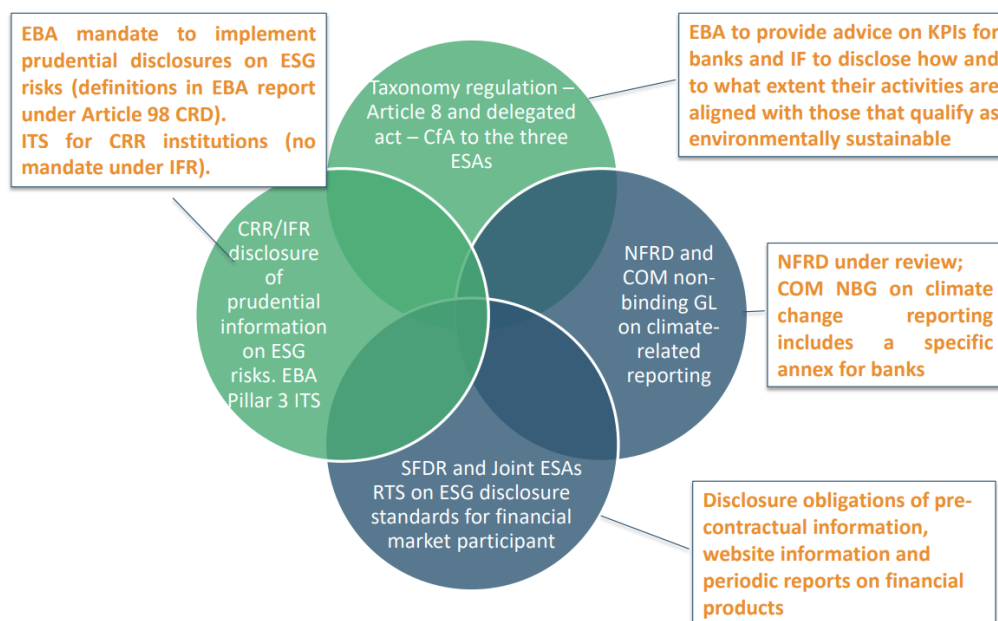 EBA mandate to implement
prudential disclosures on ESG
risks (definitions in EBA report
under Article 98 CRD).
ITS for CRR institutions (no
mandate under IFR).
Taxonomy regulation –
Article 8 and delegated
act – CfA to the three
ESAs
EBA to provide advice on KPIs for
banks and IF to disclose how and
to what extent their activities are
aligned with those that qualify as
environmentally sustainable
CRR/IFR
disclosure
of
prudential
information
on ESG
risks. EBA
Pillar 3 ITS
NFRD and
COM non-
binding GL
on climate-
related
reporting
NFRD under review;
COM NBG on climate
change reporting
includes a specific
annex for banks
SFDR and Joint ESAs
RTS on ESG disclosure
standards for financial
market participant
Disclosure obligations of pre-
contractual information,
website information and
periodic reports on financial
products